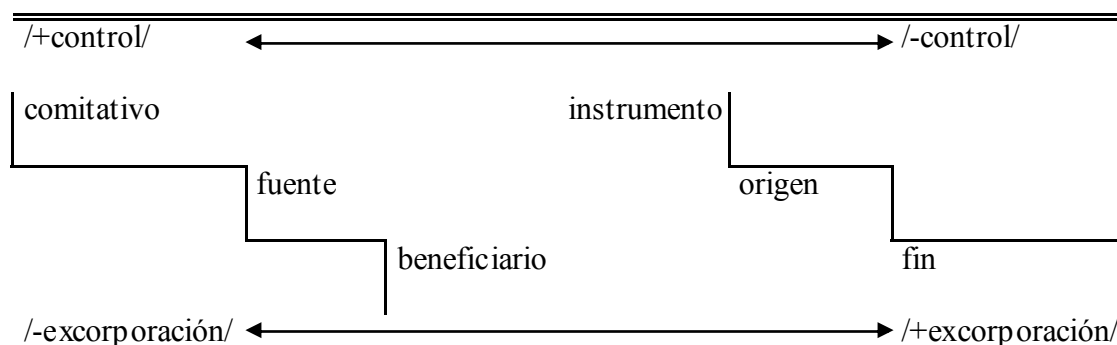 /+control/ /-control/
comitativo instrumento
fuente origen
beneficiario fin
/-excorporación/ /+excorporación/